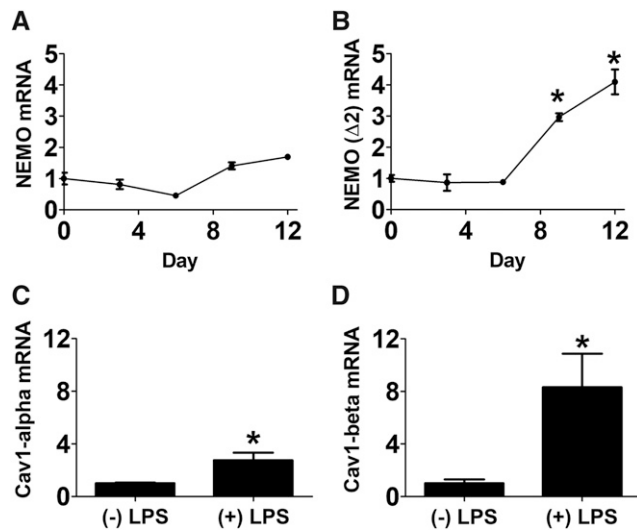 A
NEMO mRNA
5
4
3
2
1
0
0 4 8 12
Day
B
NEMO (Δ2) mRNA
5
4
3
2
1
0
* *
0 4 8 12
Day
C
Cav1-alpha mRNA
12
8
4
0
*
(-) LPS (+) LPS
D
Cav1-beta mRNA
12
8
4
0
*
(-) LPS (+) LPS